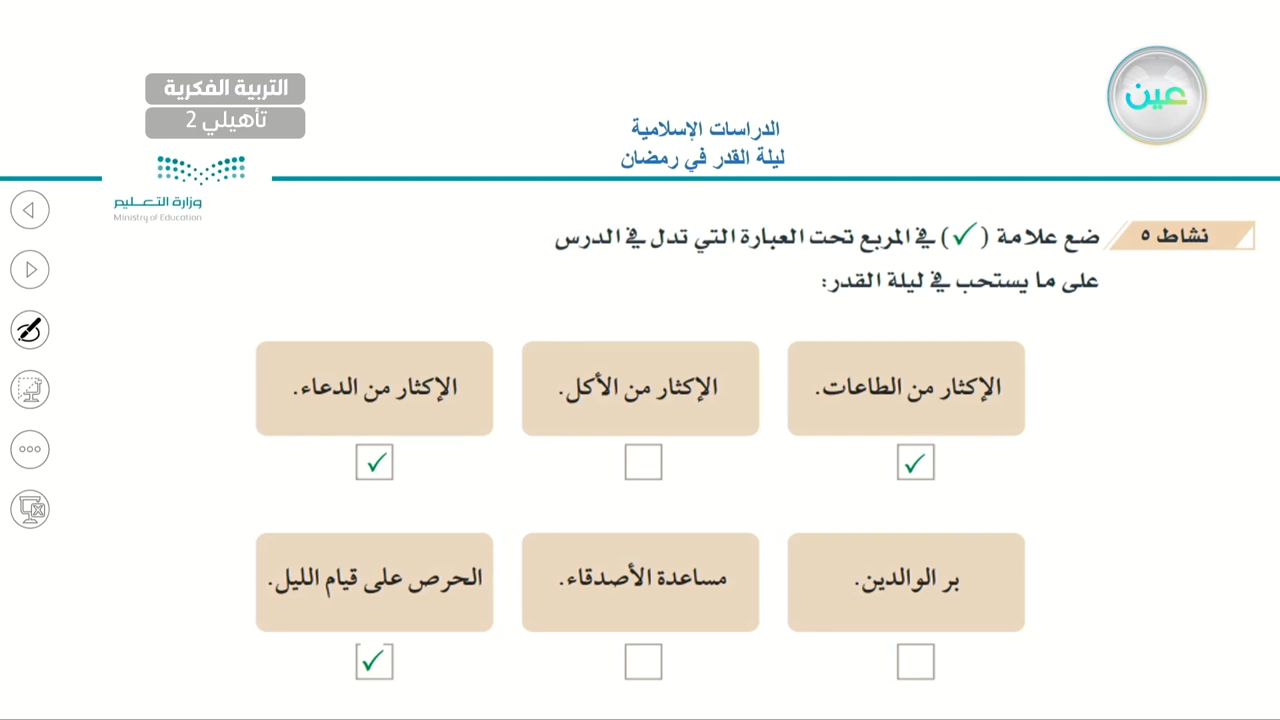 عين
التربية الفكرية
تأهيلي 2
الدراسات الإسلامية
ليلة القدر في رمضان
وزارة التعليم
Ministry of Education
نشاط ٥
ضع علامة (✓) في المربع تحت العبارة التي تدل في الدرس
على ما يستحب في ليلة القدر:
الإكثار من الطاعات.
الإكثار من الأكل.
الإكثار من الدعاء.
✓
✓
بر الوالدين.
مساعدة الأصدقاء.
الحرص على قيام الليل.
✓